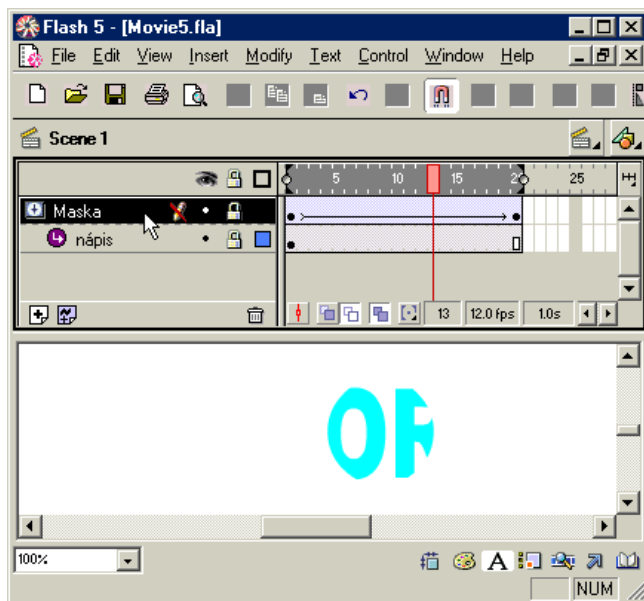 Flash 5 - [Movie5.fla]
File Edit View Insert Modify Text Control Window Help
Scene 1
5 10 15 20 25
Maska
nápis
13 12.0 fps 1.0s
100%
A
NUM